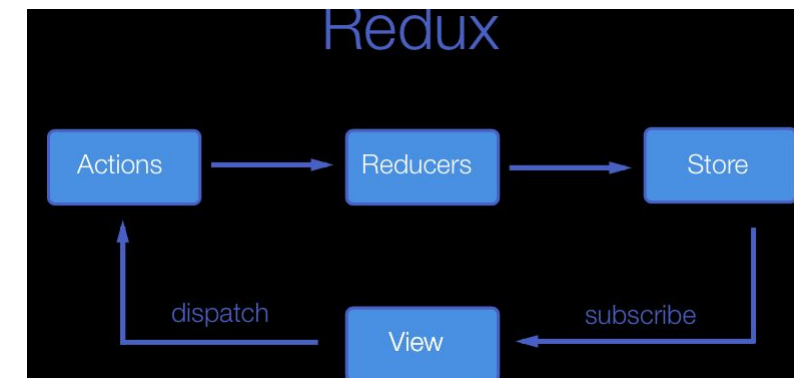 Redux
Actions
Reducers
Store
dispatch
subscribe
View